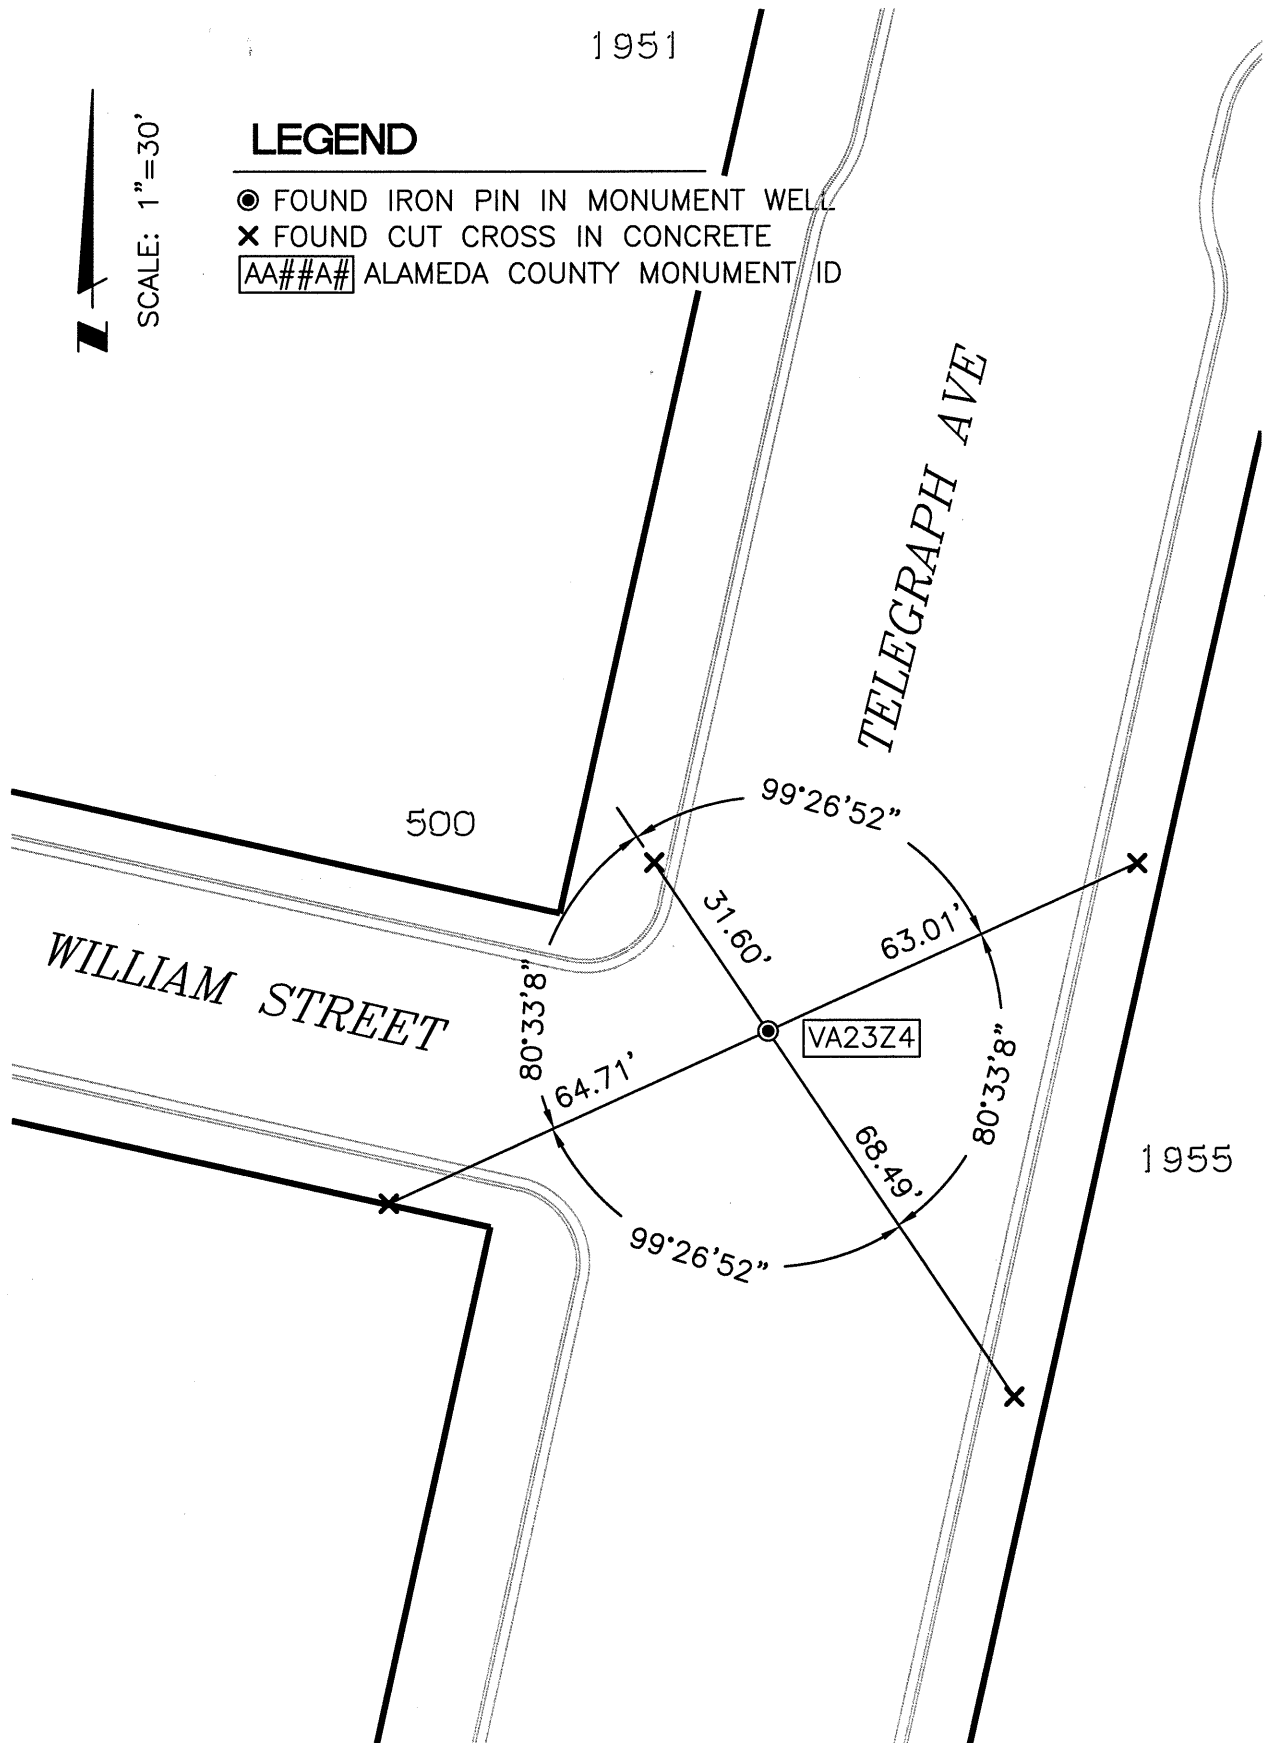 1951
SCALE: 1"=30'
LEGEND
FOUND IRON PIN IN MONUMENT WELL
FOUND CUT CROSS IN CONCRETE
AA##A# ALAMEDA COUNTY MONUMENT ID
TELEGRAPH AVE
500
99°26'52"
31.60'
63.01'
WILLIAM STREET
80°33'8"
VA23Z4
64.71'
80°33'8"
68.49'
1955
99°26'52"
N